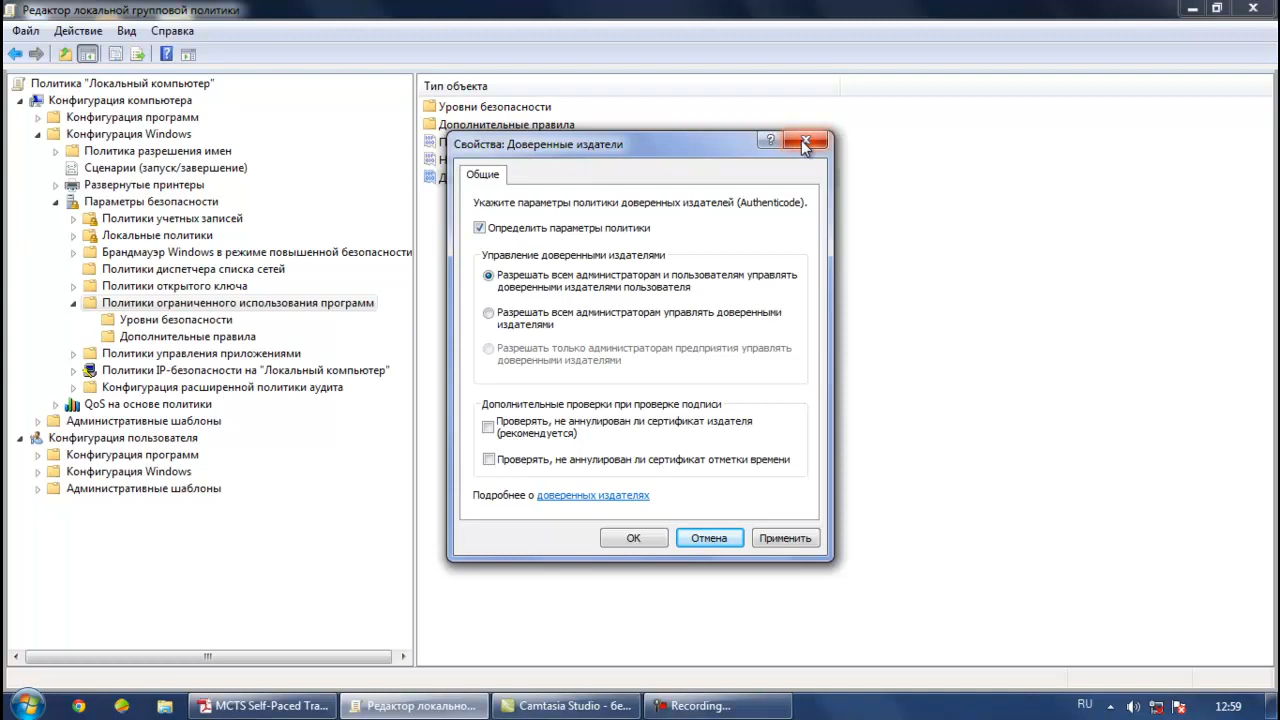 Редактор локальной групповой политики
Файл Действие Вид Справка
Политика "Локальный компьютер"
Конфигурация компьютера
Конфигурация программ
Конфигурация Windows
Политика разрешения имен
Сценарии (запуск/завершение)
Развернутые принтеры
Параметры безопасности
Политики учетных записей
Локальные политики
Брандмауэр Windows в режиме повышенной безопасности
Политики диспетчера списка сетей
Политики открытого ключа
Политики ограниченного использования программ
Уровни безопасности
Дополнительные правила
Политики управления приложениями
Политики IP-безопасности на "Локальный компьютер"
Конфигурация расширенной политики аудита
QoS на основе политики
Административные шаблоны
Конфигурация пользователя
Конфигурация программ
Конфигурация Windows
Административные шаблоны
Тип объекта
Уровни безопасности
Дополнительные правила
Свойства: Доверенные издатели
Общие
Укажите параметры политики доверенных издателей (Authenticode).
Определить параметры политики
Управление доверенными издателями
Разрешать всем администраторам и пользователям управлять
доверенными издателями пользователя
Разрешать всем администраторам управлять доверенными
издателями
Разрешать только администраторам предприятия управлять
доверенными издателями
Дополнительные проверки при проверке подписи
Проверять, не аннулирован ли сертификат издателя
(рекомендуется)
Проверять, не аннулирован ли сертификат отметки времени
Подробнее о доверенных издателях
ОК Отмена Применить
MCTS Self-Paced Tra... Редактор локально... Camtasia Studio - бе... Recording... RU 12:59